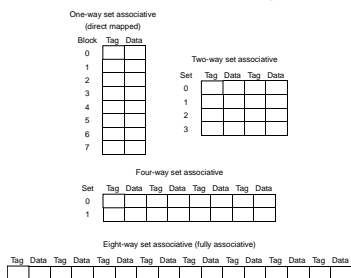 One-way set associative
(direct mapped)
Block Tag Data
0
1
2
3
4
5
6
7
Two-way set associative
Set Tag Data Tag Data
0
1
2
3
Four-way set associative
Set Tag Data Tag Data Tag Data Tag Data
0
1
Eight-way set associative (fully associative)
Tag Data Tag Data Tag Data Tag Data Tag Data Tag Data Tag Data Tag Data